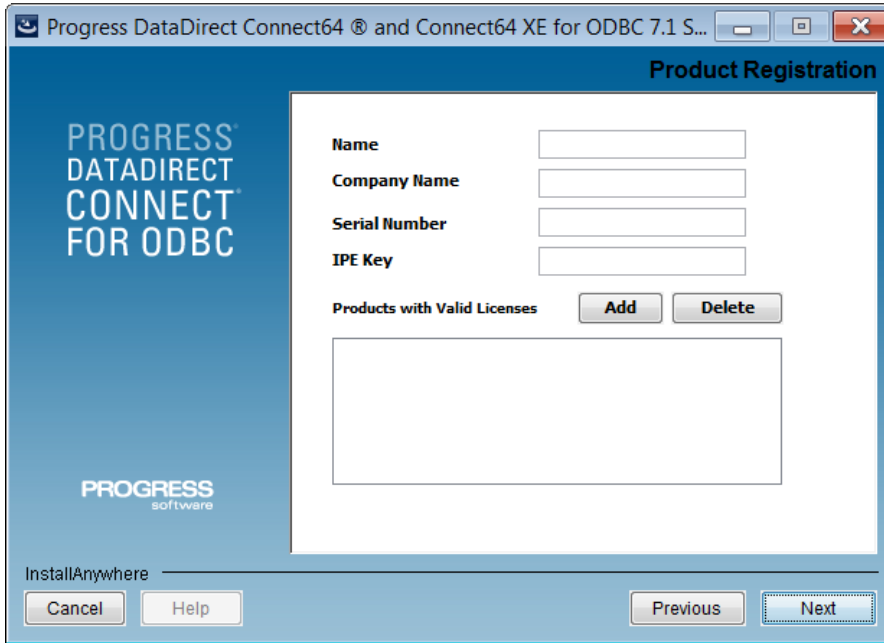 Progress DataDirect Connect64 ® and Connect64 XE for ODBC 7.1 S...
Product Registration
PROGRESS®
DATADIRECT
CONNECT®
FOR ODBC
Name
Company Name
Serial Number
IPE Key
Products with Valid Licenses
Add
Delete
PROGRESS
software
InstallAnywhere
Cancel
Help
Previous
Next